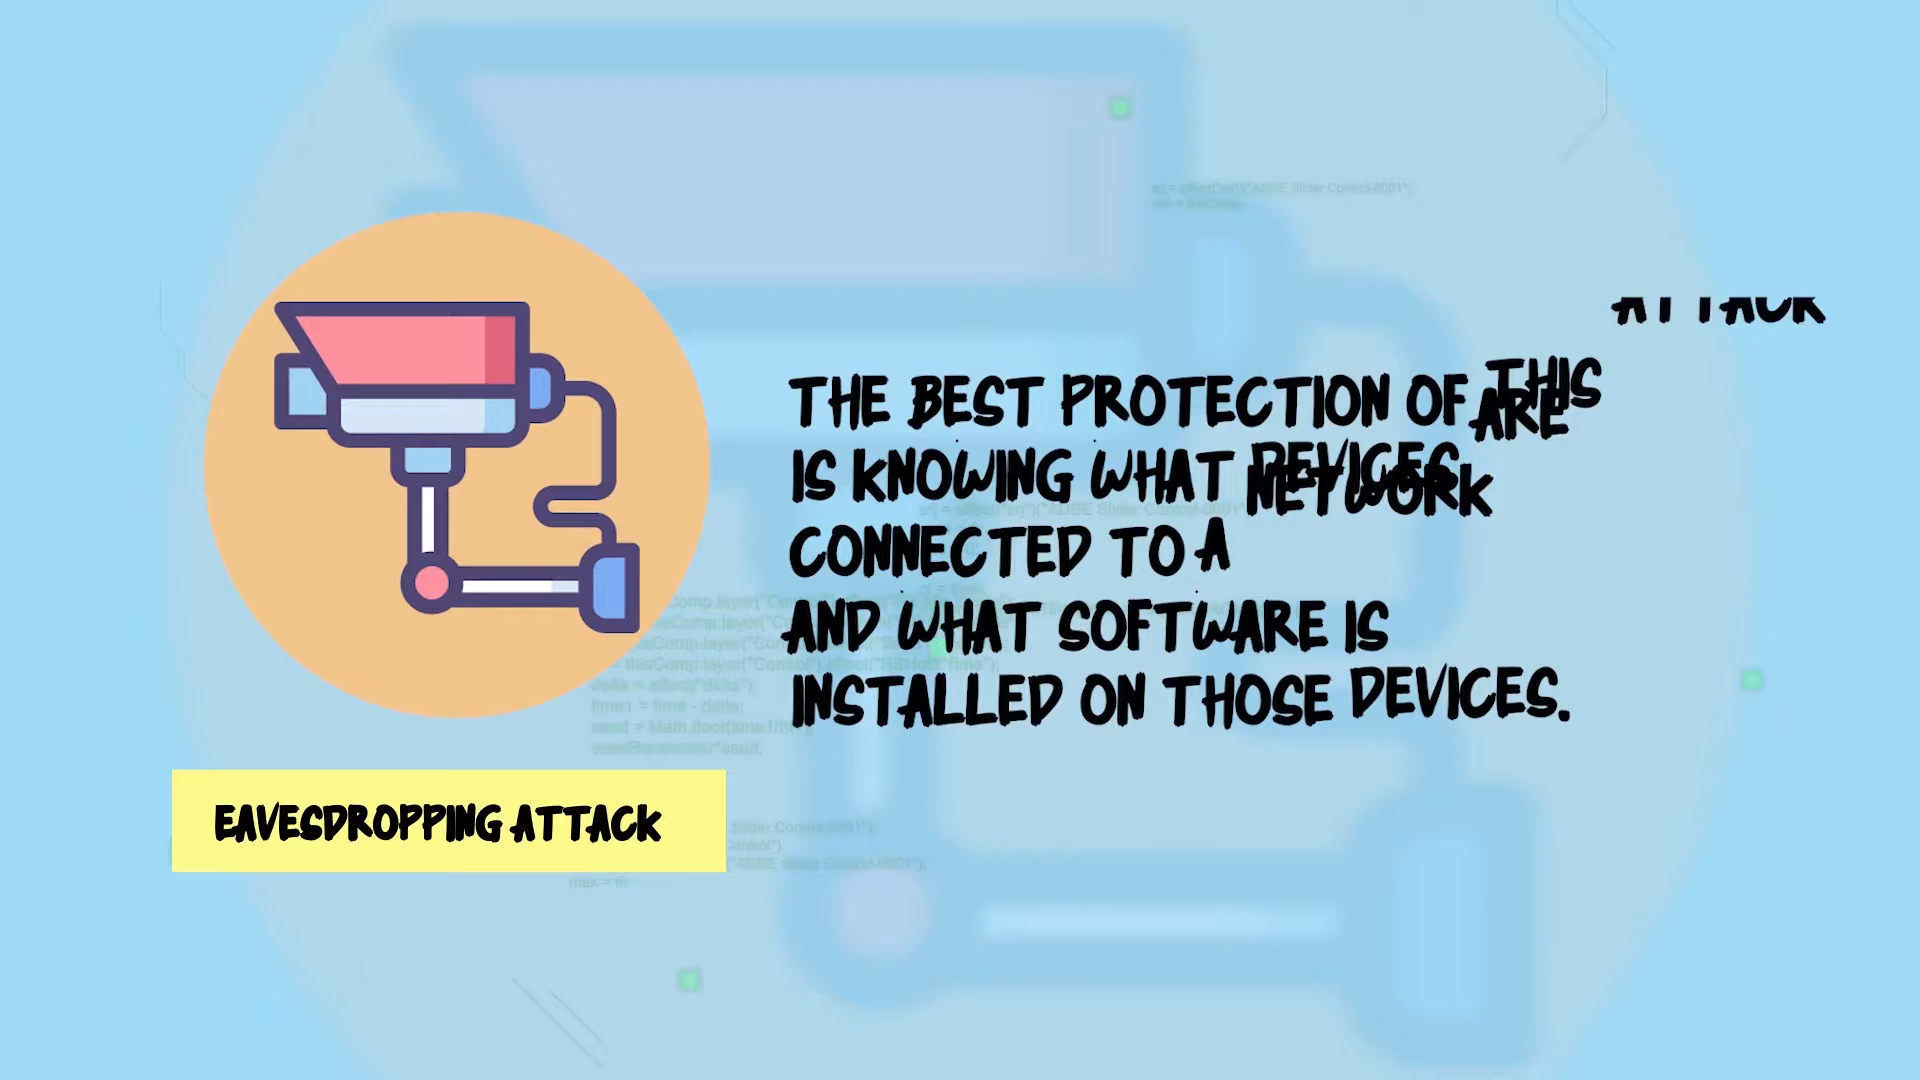 THE BEST PROTECTION OF THIS ATTACK
IS KNOWING WHAT DEVICES ARE
CONNECTED TO A NETWORK
AND WHAT SOFTWARE IS
INSTALLED ON THOSE DEVICES.
EAVESDROPPING ATTACK